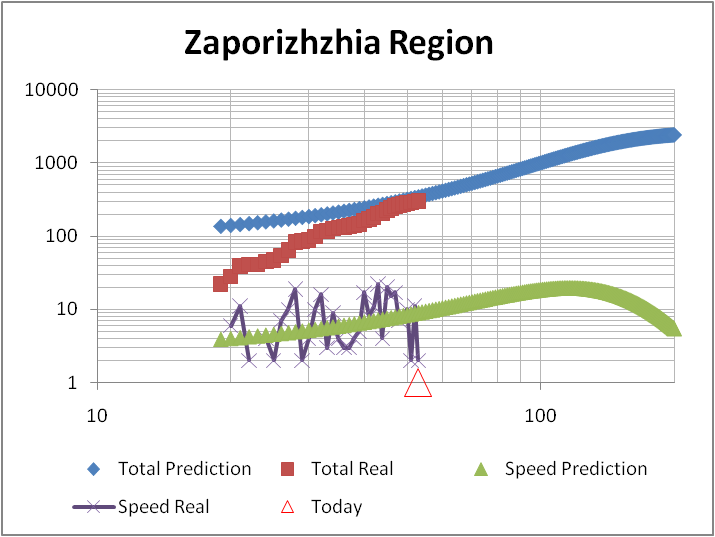 Zaporizhzhia Region
10000
1000
100
10
1
10 100
Total Prediction Total Real Speed Prediction
Speed Real Today